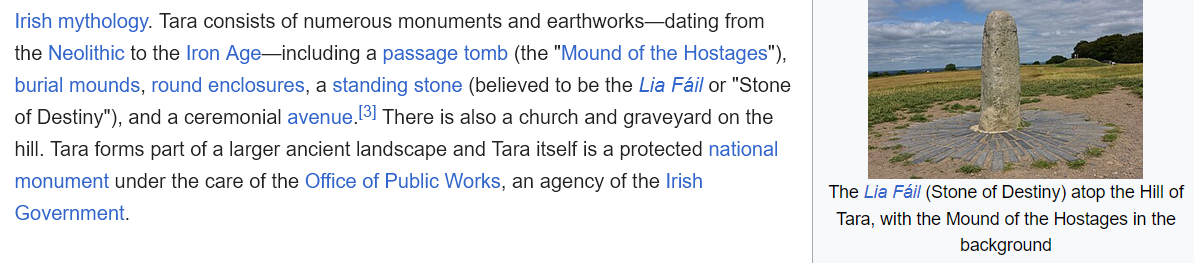 Irish mythology. Tara consists of numerous monuments and earthworks—dating from
the Neolithic to the Iron Age—including a passage tomb (the "Mound of the Hostages"),
burial mounds, round enclosures, a standing stone (believed to be the Lia Fáil or "Stone
of Destiny"), and a ceremonial avenue.[3] There is also a church and graveyard on the
hill. Tara forms part of a larger ancient landscape and Tara itself is a protected national
monument under the care of the Office of Public Works, an agency of the Irish
Government.
The Lia Fáil (Stone of Destiny) atop the Hill of
Tara, with the Mound of the Hostages in the
background